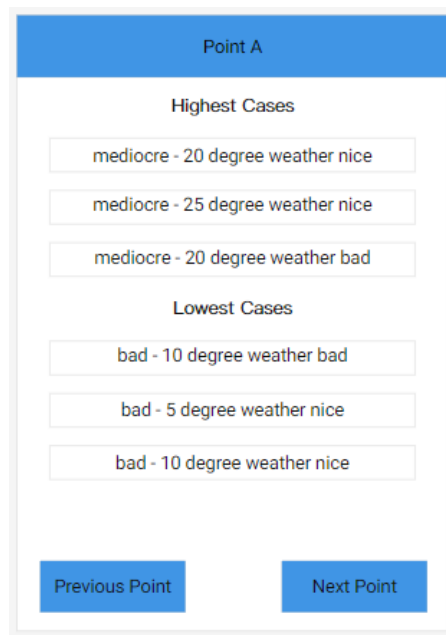 Point A
Highest Cases
mediocre - 20 degree weather nice
mediocre - 25 degree weather nice
mediocre - 20 degree weather bad
Lowest Cases
bad - 10 degree weather bad
bad - 5 degree weather nice
bad - 10 degree weather nice
Previous Point
Next Point